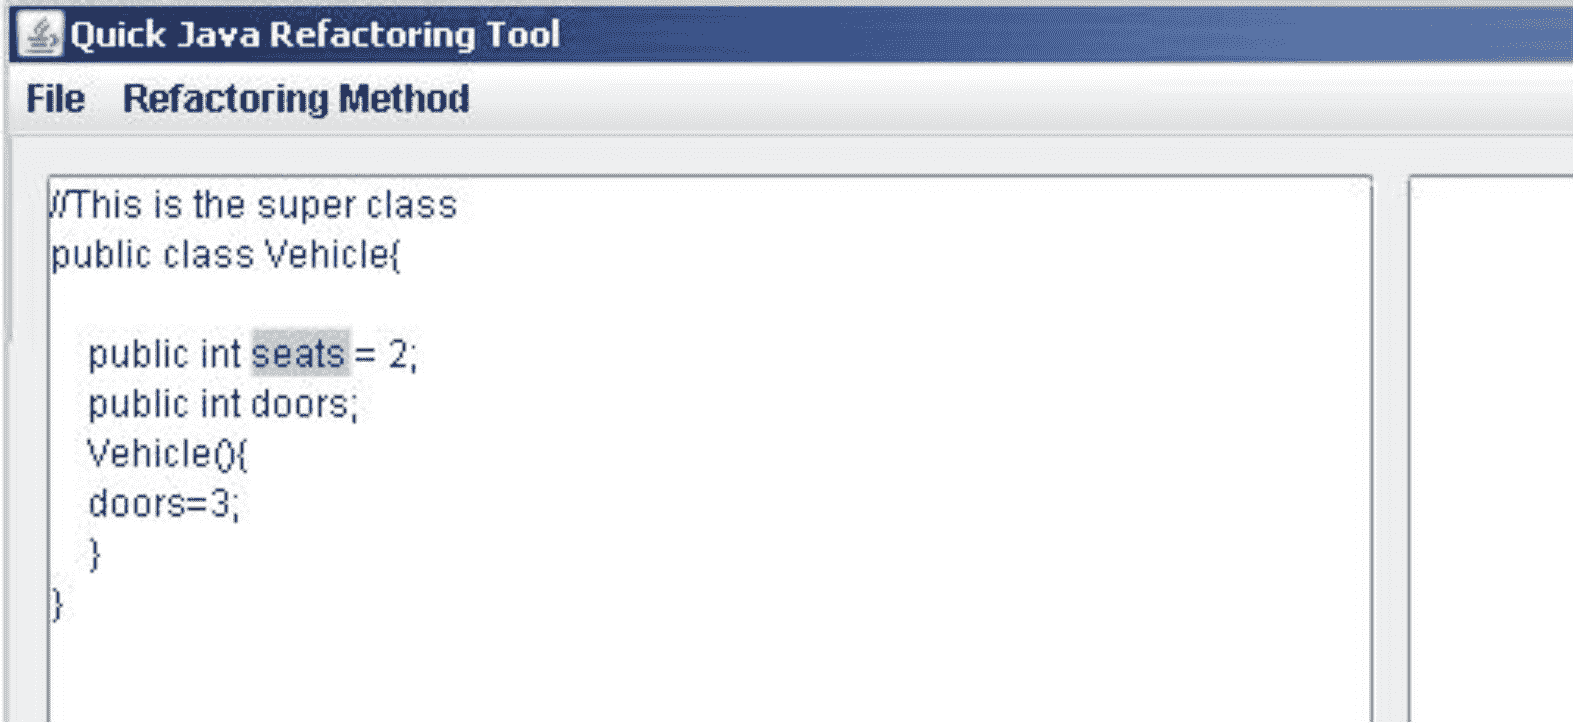 Quick Java Refactoring Tool
File Refactoring Method
//This is the super class
public class Vehicle{
public int seats = 2;
public int doors;
Vehicle(){
doors=3;
}
}